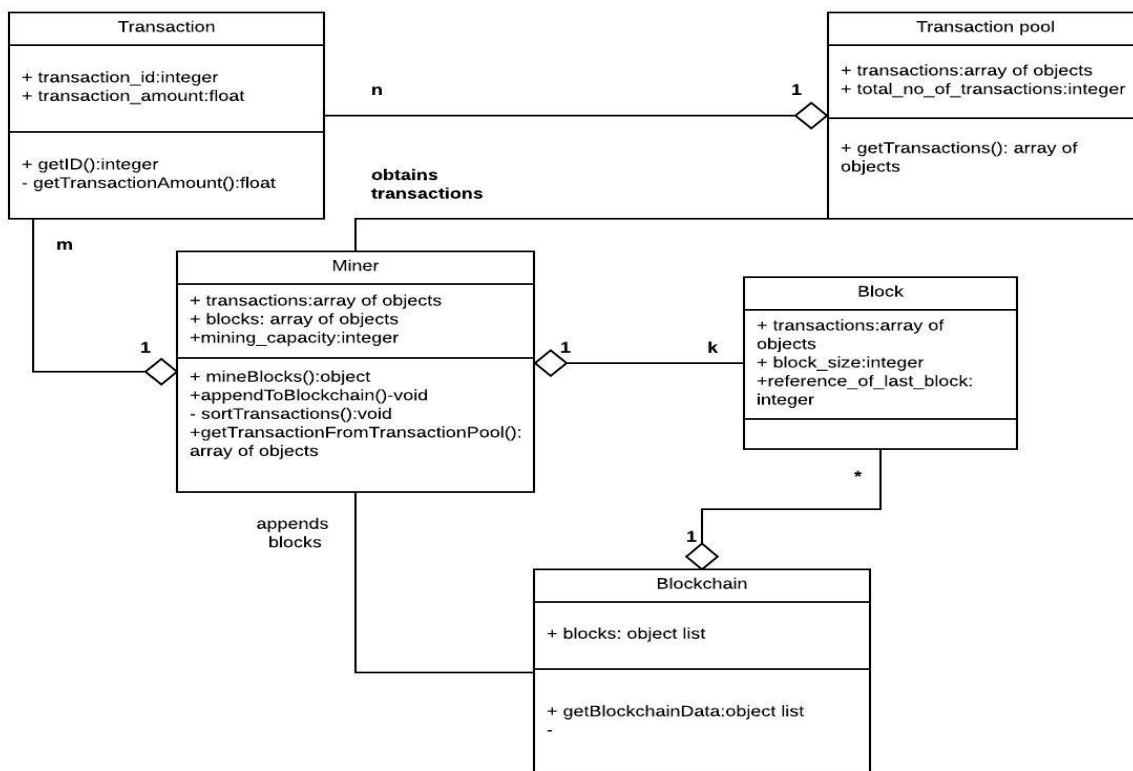 Transaction
+ transaction_id:integer
+ transaction_amount:float
+ getID():integer
- getTransactionAmount():float
n
1
Transaction pool
+ transactions:array of objects
+ total_no_of_transactions:integer
+ getTransactions(): array of
objects
obtains
transactions
m
1
Miner
+ transactions:array of objects
+ blocks: array of objects
+mining_capacity:integer
+ mineBlocks():object
+appendToBlockchain()-void
- sortTransactions():void
+getTransactionFromTransactionPool():
array of objects
1
k
Block
+ transactions:array of
objects
+ block_size:integer
+reference_of_last_block:
integer
*
1
appends
blocks
Blockchain
+ blocks: object list
+ getBlockchainData:object list
-